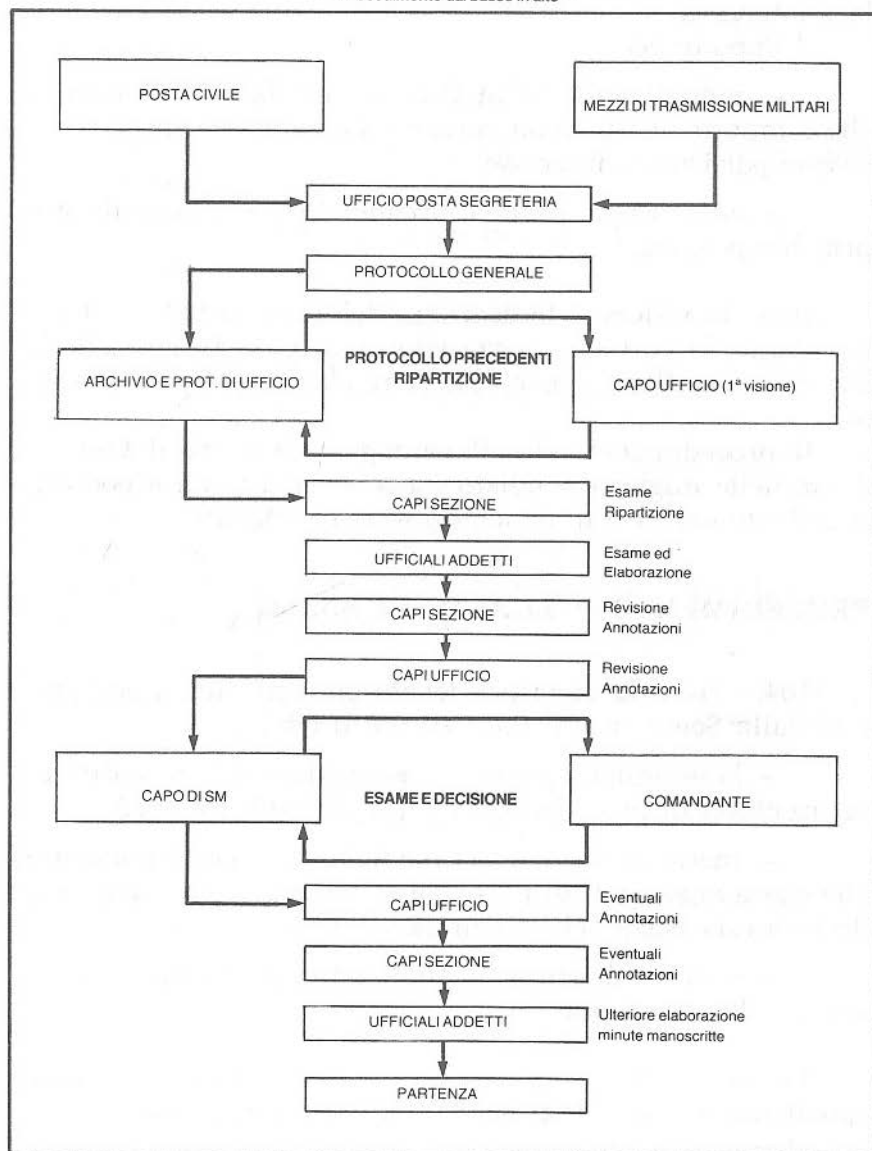 POSTA CIVILE
MEZZI DI TRASMISSIONE MILITARI
UFFICIO POSTA SEGRETERIA
PROTOCOLLO GENERALE
ARCHIVIO E PROT. DI UFFICIO
PROTOCOLLO PRECEDENTI
RIPARTIZIONE
CAPO UFFICIO (1ª visione)
CAPI SEZIONE
Esame
Ripartizione
UFFICIALI ADDETTI
Esame ed
Elaborazione
CAPI SEZIONE
Revisione
Annotazioni
CAPI UFFICIO
Revisione
Annotazioni
CAPO DI SM
ESAME E DECISIONE
COMANDANTE
CAPI UFFICIO
Eventuali
Annotazioni
CAPI SEZIONE
Eventuali
Annotazioni
UFFICIALI ADDETTI
Ulteriore elaborazione
minute manoscritte
PARTENZA